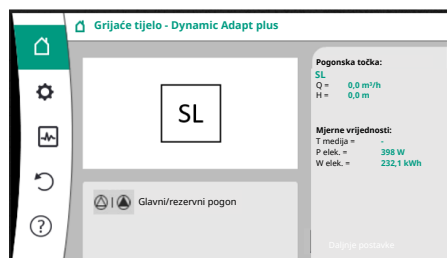 Grijaće tijelo - Dynamic Adapt plus
SL
Glavni/rezervni pogon
Pogonska točka:
SL
Q = 0,0 m³/h
H = 0,0 m
Mjerne vrijednosti:
T medija = -
P elek. = 398 W
W elek. = 232,1 kWh
Daljnje postavke